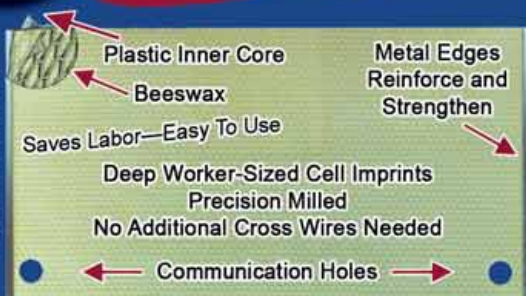 Plastic Inner Core
Beeswax
Metal Edges
Reinforce and
Strengthen
Saves Labor—Easy To Use
Deep Worker-Sized Cell Imprints
Precision Milled
No Additional Cross Wires Needed
Communication Holes